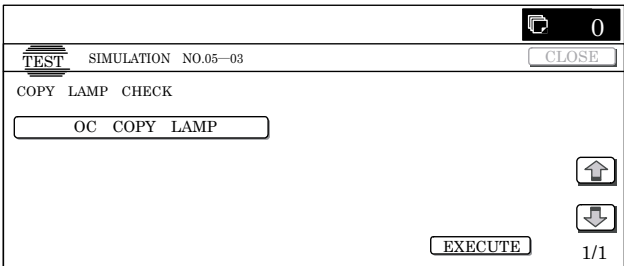 0
TEST SIMULATION NO.05—03 CLOSE
COPY LAMP CHECK
OC COPY LAMP
EXECUTE
1/1